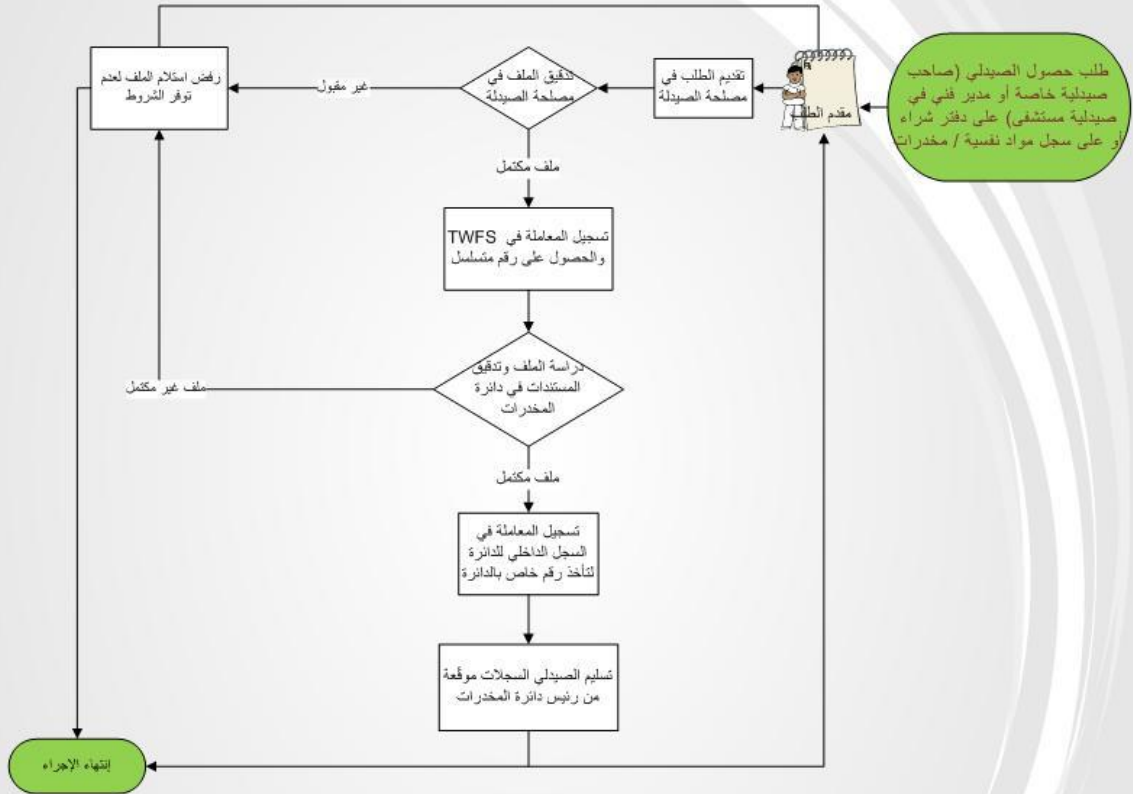 طلب حصول الصيدلي (صاحب
صيدلية خاصة أو مدير فني في
صيدلية مستشفى) على دفتر شراء
أو على سجل مواد نفسية / مخدرات
مقدم الطلب
تقديم الطلب في
مصلحة الصيدلة
تدقيق الملف في
مصلحة الصيدلة
غير مقبول
رفض استلام الملف لعدم
توفر الشروط
ملف مكتمل
تسجيل المعاملة في TWFS
والحصول على رقم متسلسل
دراسة الملف وتدقيق
المستندات في دائرة
المخدرات
ملف غير مكتمل
ملف مكتمل
تسجيل المعاملة في
السجل الداخلي للدائرة
لتأخذ رقم خاص بالدائرة
تسليم الصيدلي السجلات موقّعة
من رئيس دائرة المخدرات
إنتهاء الإجراء